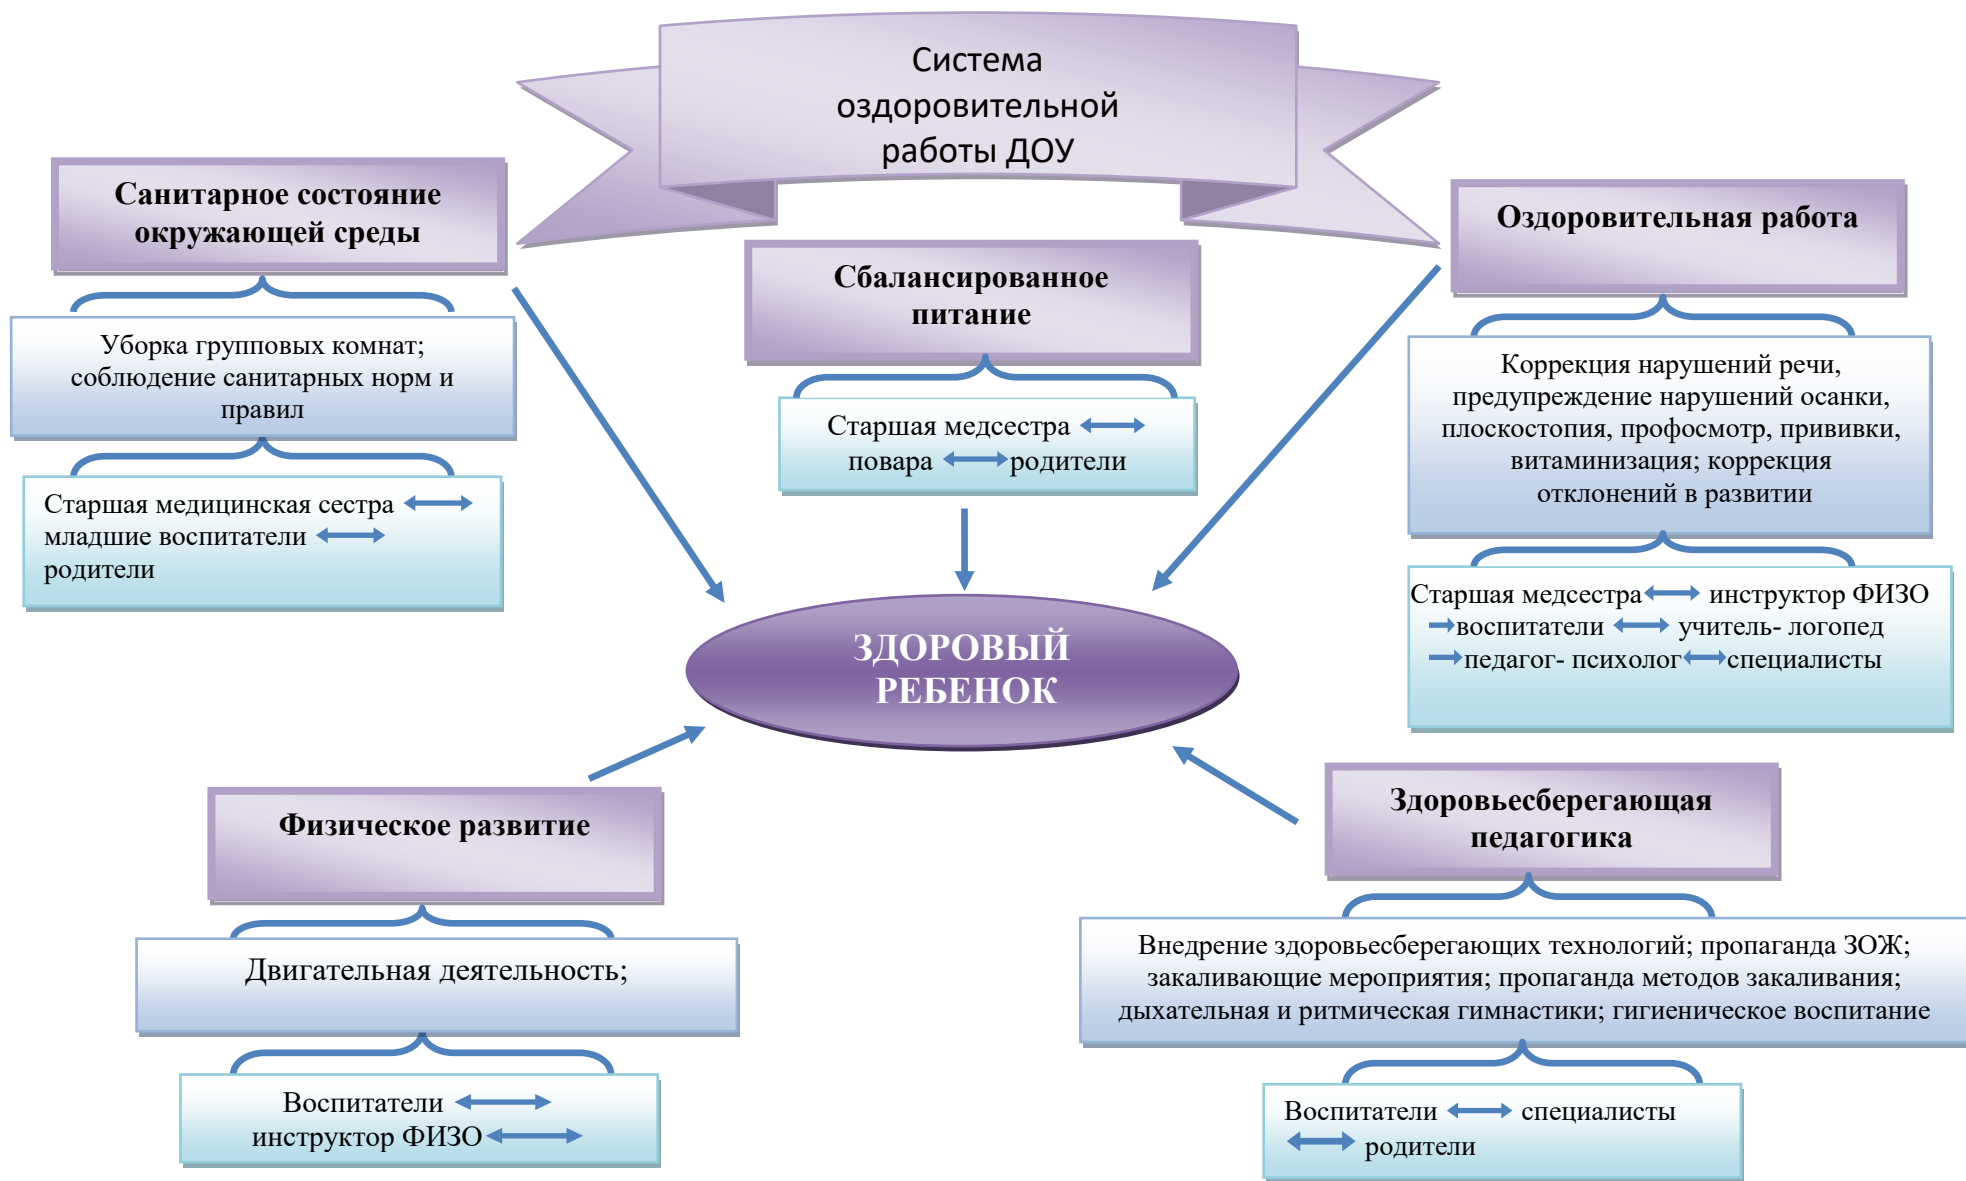 Система
оздоровительной
работы ДОУ
Санитарное состояние
окружающей среды
Уборка групповых комнат;
соблюдение санитарных норм и
правил
Старшая медицинская сестра
младшие воспитатели
родители
Сбалансированное
питание
Старшая медсестра
повара родители
Оздоровительная работа
Коррекция нарушений речи,
предупреждение нарушений осанки,
плоскостопия, профосмотр, прививки,
витаминизация; коррекция
отклонений в развитии
Старшая медсестра инструктор ФИЗО
воспитатели учитель- логопед
педагог- психолог специалисты
ЗДОРОВЫЙ
РЕБЕНОК
Физическое развитие
Двигательная деятельность;
Воспитатели
инструктор ФИЗО
Здоровьесберегающая
педагогика
Внедрение здоровьесберегающих технологий; пропаганда ЗОЖ;
закаливающие мероприятия; пропаганда методов закаливания;
дыхательная и ритмическая гимнастики; гигиеническое воспитание
Воспитатели специалисты
родители